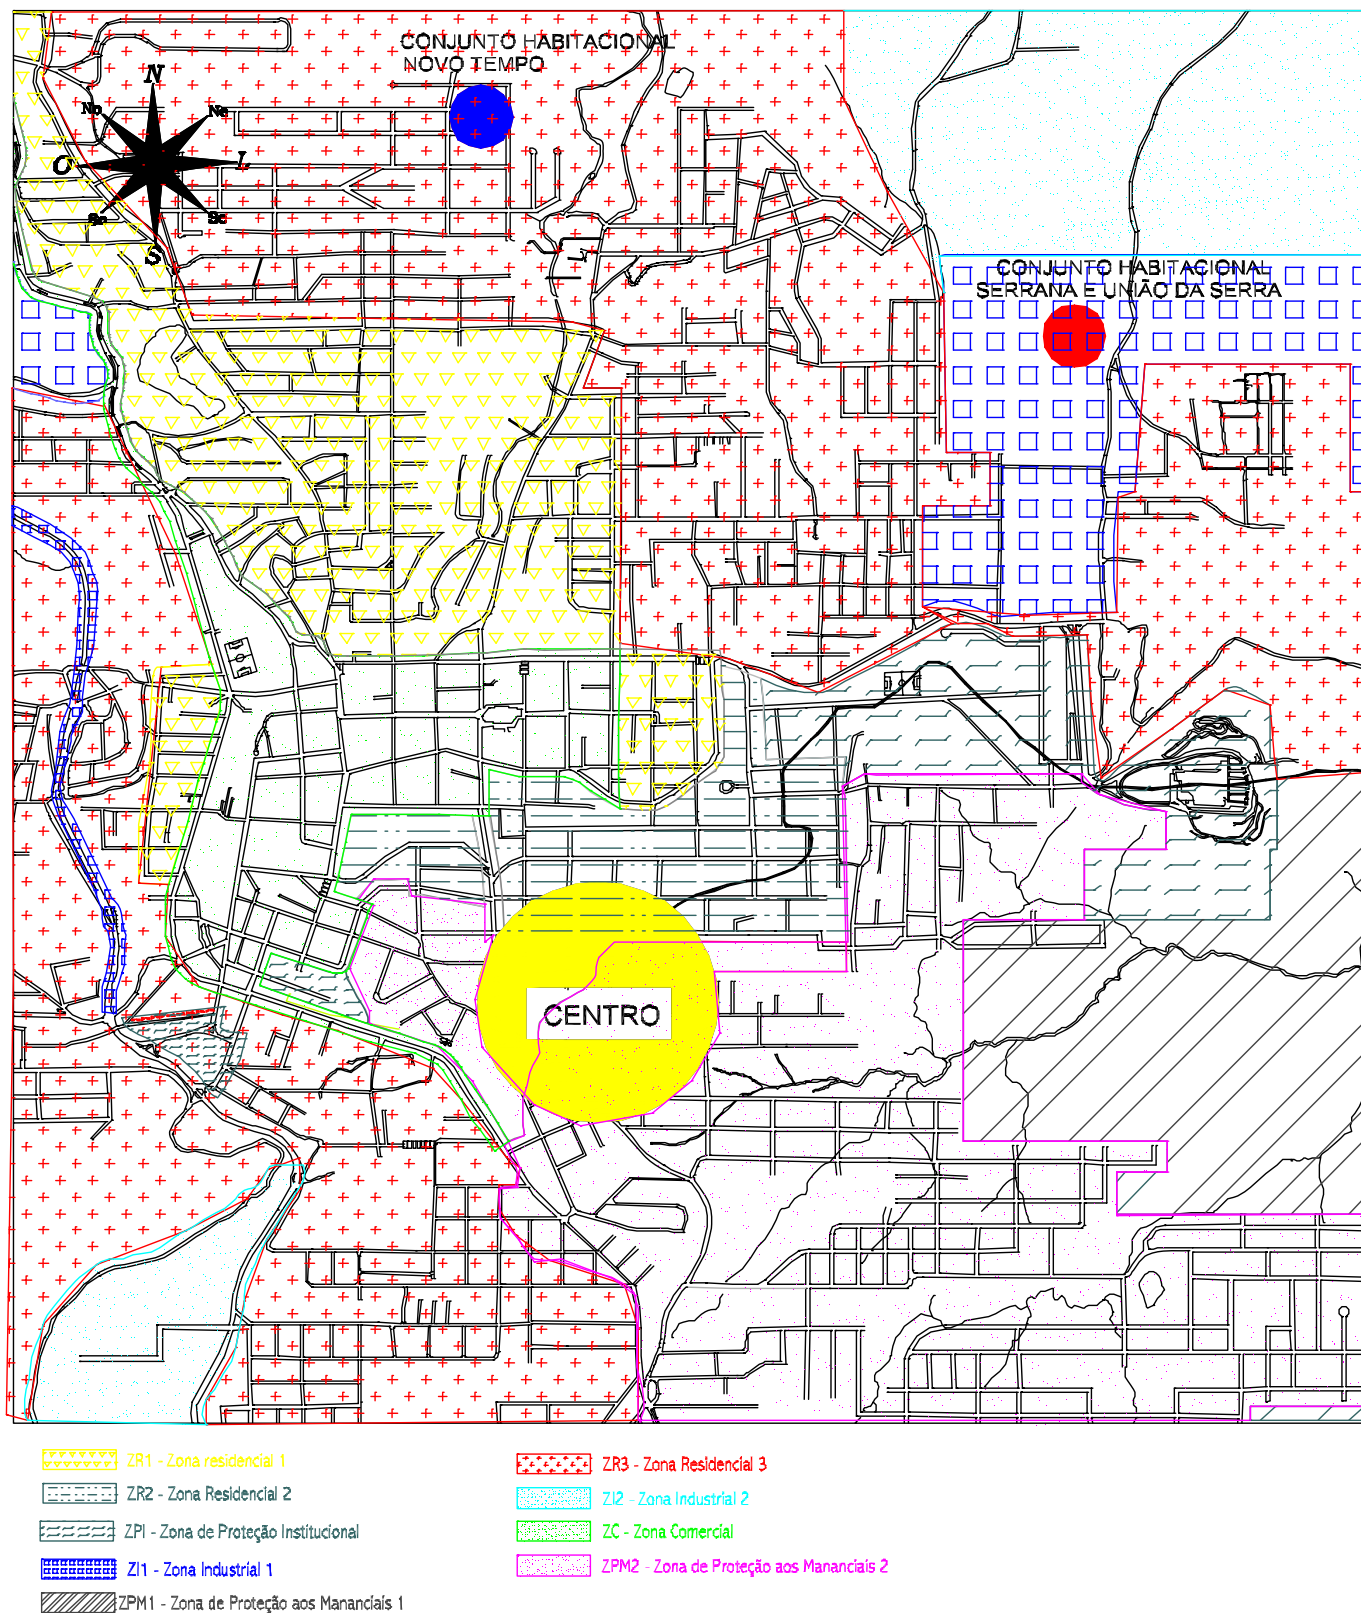 CONJUNTO HABITACIONAL
NOVO TEMPO
N
No
Ne
O
L
So
Se
S
CONJUNTO HABITACIONAL
SERRANA E UNIÃO DA SERRA
CENTRO
ZR1 - Zona residencial 1
ZR2 - Zona Residencial 2
ZPI - Zona de Proteção Institucional
ZI1 - Zona Industrial 1
ZPM1 - Zona de Proteção aos Mananciais 1
ZR3 - Zona Residencial 3
ZI2 - Zona Industrial 2
ZC - Zona Comercial
ZPM2 - Zona de Proteção aos Mananciais 2